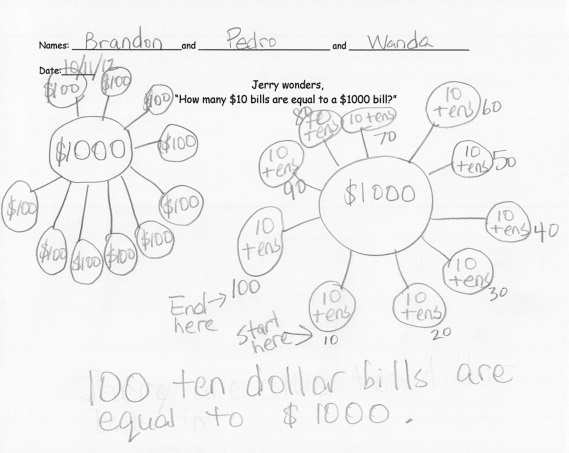 Names: Brandon and Pedro and Wanda
Date: 10/11/12
Jerry wonders,
"How many $10 bills are equal to a $1000 bill?"
$1000
$100
$100
$100
$100
$100
$100
$100
$100
$100
$100
$1000
10 tens 10
10 tens 20
10 tens 30
10 tens 40
10 tens 50
10 tens 60
10 tens 70
10 tens 80
10 tens 90
10 tens 100
Start here →
End → here
100 ten dollar bills are
equal to $1000.